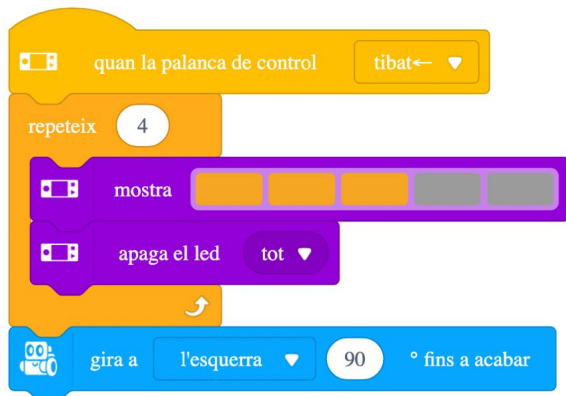 quan la palanca de control tibat←
repeteix 4
mostra
apaga el led tot
gira a l'esquerra 90 ° fins a acabar